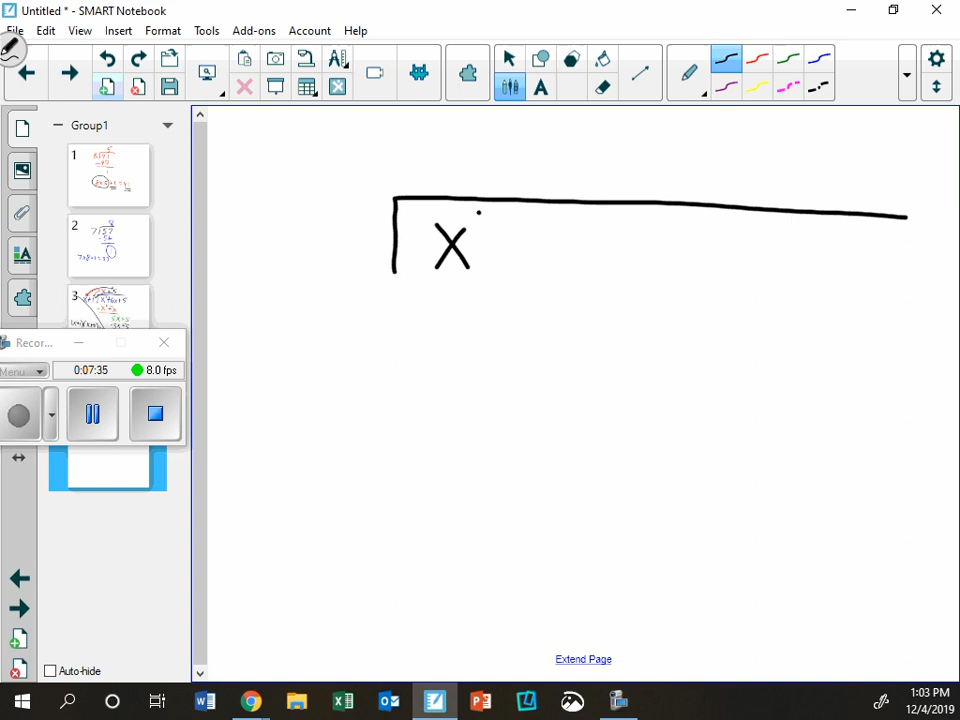 Untitled * - SMART Notebook
File Edit View Insert Format Tools Add-ons Account Help
Group1
1
2
3
Recor...
Menu
0:07:35
8.0 fps
X
Extend Page
Auto-hide
1:03 PM
12/4/2019